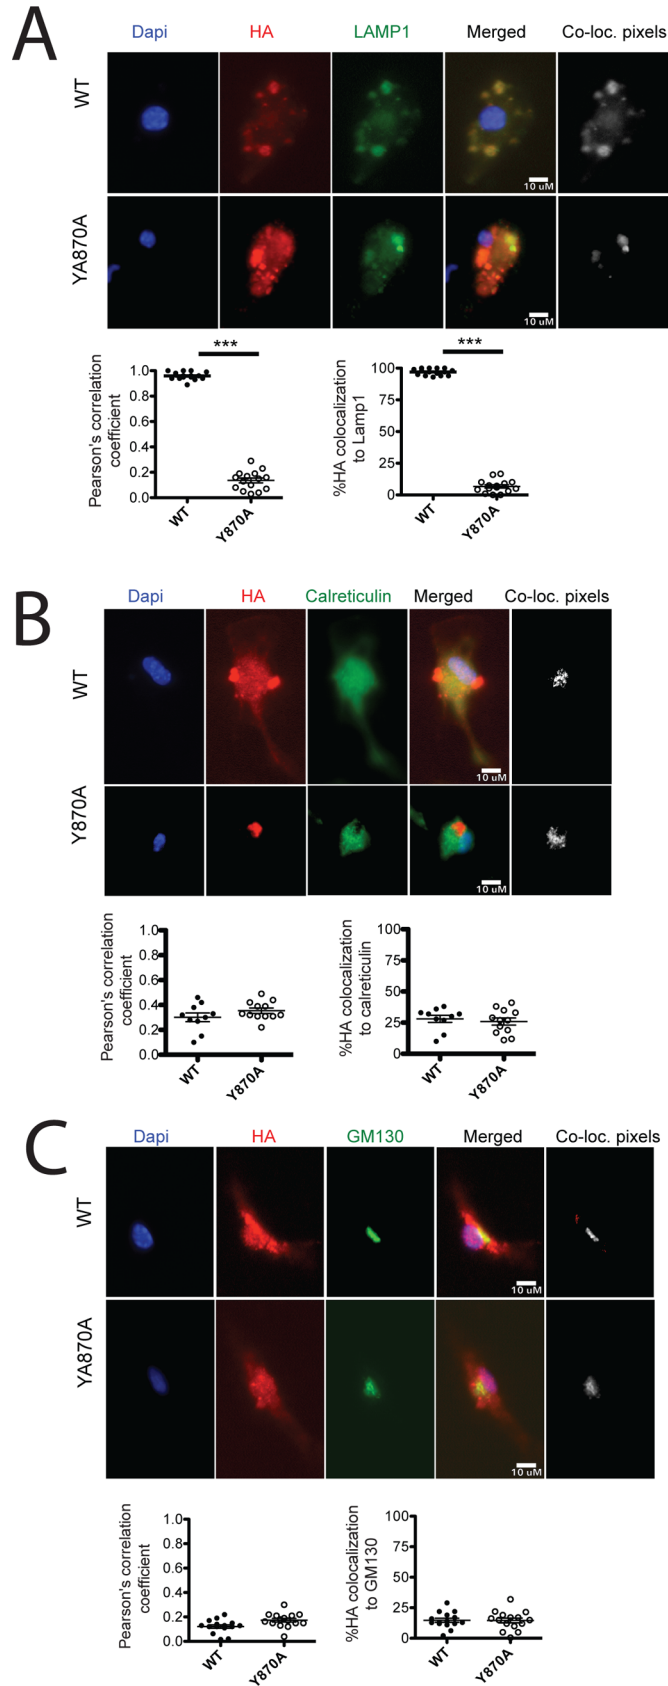 A
Dapi HA LAMP1 Merged Co-loc. pixels
WT
10 uM
YA870A
10 uM
*** ***
Pearson's correlation
coefficient
1.0
0.8
0.6
0.4
0.2
0.0
WT Y870A
%HA colocalization
to Lamp1
100
75
50
25
0
WT Y870A
B
Dapi HA Calreticulin Merged Co-loc. pixels
WT
10 uM
Y870A
10 uM
Pearson's correlation
coefficient
1.0
0.8
0.6
0.4
0.2
0.0
WT Y870A
%HA colocalization
to calreticulin
100
75
50
25
0
WT Y870A
C
Dapi HA GM130 Merged Co-loc. pixels
WT
10 uM
YA870A
10 uM
Pearson's correlation
coefficient
1.0
0.8
0.6
0.4
0.2
0.0
WT Y870A
%HA colocalization
to GM130
100
75
50
25
0
WT Y870A